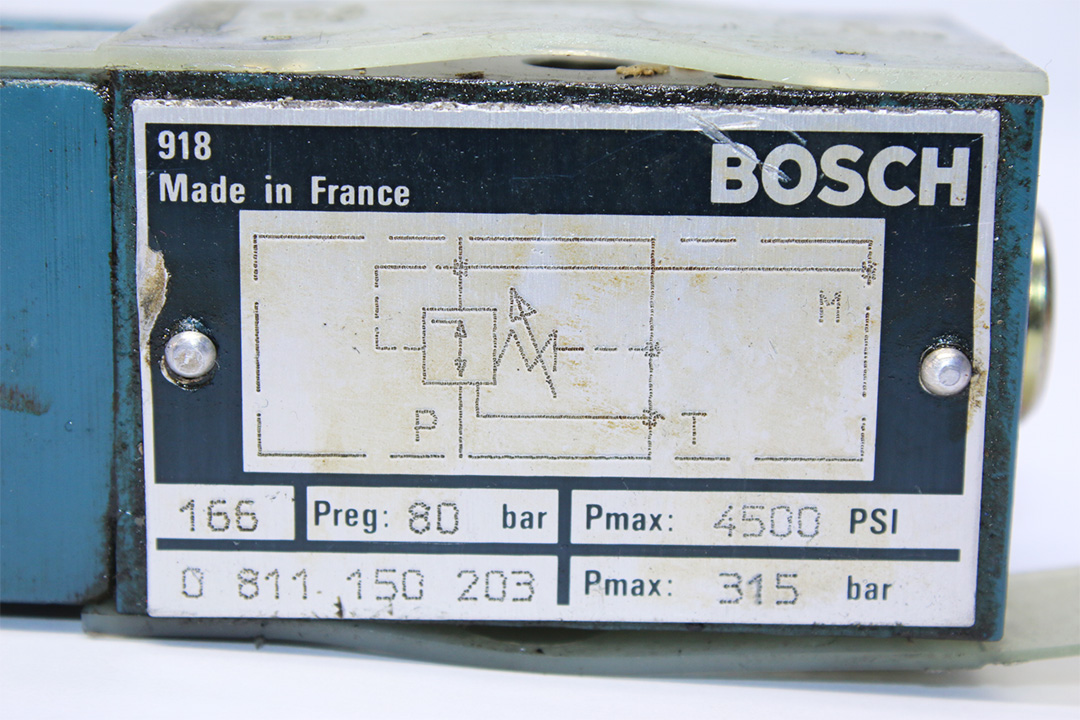 918
BOSCH
Made in France
M
P
T
166
Preg: 80 bar
Pmax: 4500 PSI
0 811 150 203
Pmax: 315 bar